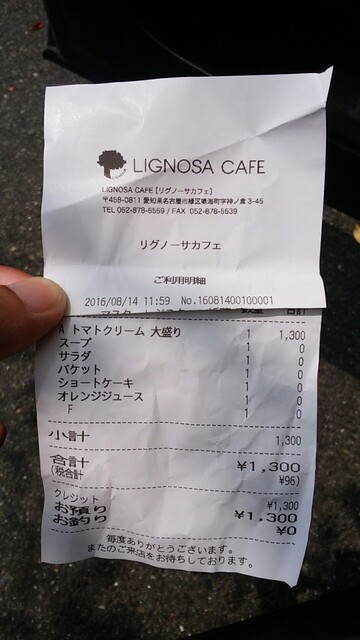 LIGNOSA CAFE
LIGNOSA CAFE [リグノーサカフェ]
〒458-0811 愛知県名古屋市緑区鳴海町字神ノ倉3-45
TEL 052-878-5559 / FAX 052-878-5539
リグノーサカフェ
ご利用明細
2016/08/14 11:59 No.16081400100001
数量 合計
A トマトクリーム 大盛り 1 1,300
スープ 1 0
サラダ 1 0
バケット 1 0
ショートケーキ 1 0
オレンジジュース 1 0
F 1 0
小計 1,300
合計 ¥1,300
(税合計 ¥96)
クレジット ¥1,300
お預り ¥1,300
お釣り ¥0
毎度ありがとうございます。
またのご来店をお待ちしております。